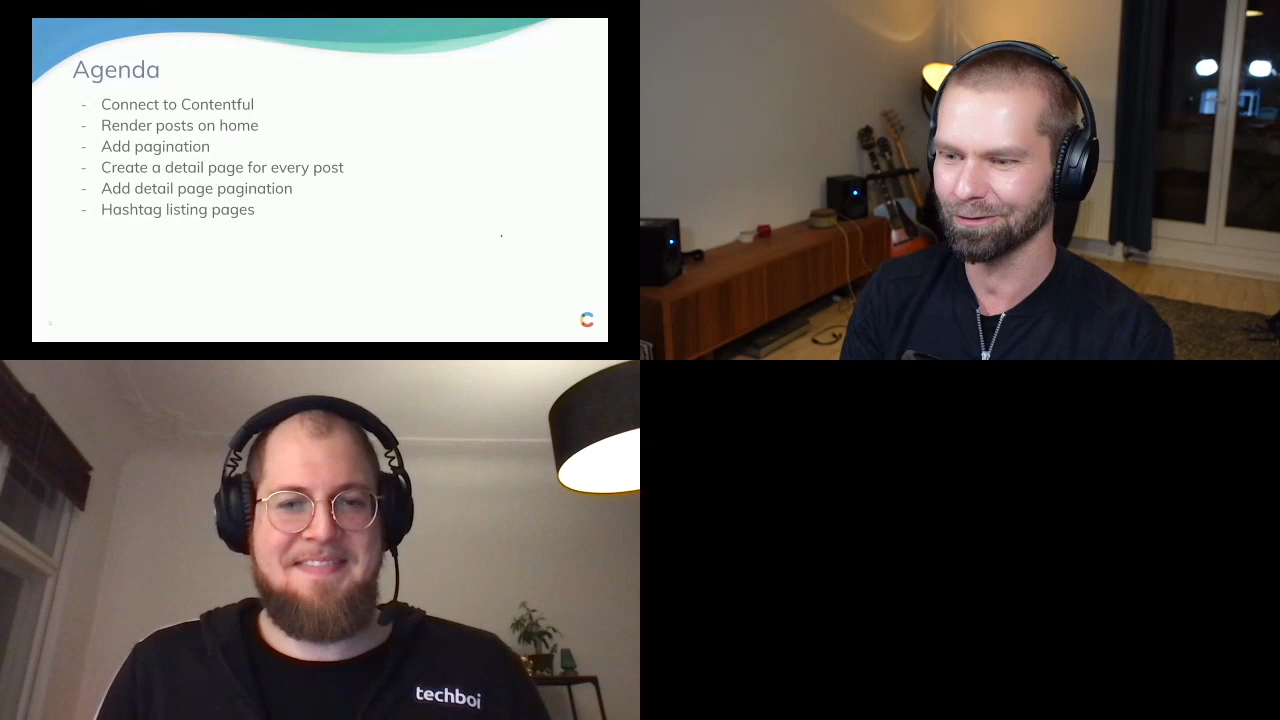 Agenda
- Connect to Contentful
- Render posts on home
- Add pagination
- Create a detail page for every post
- Add detail page pagination
- Hashtag listing pages
5
techboi